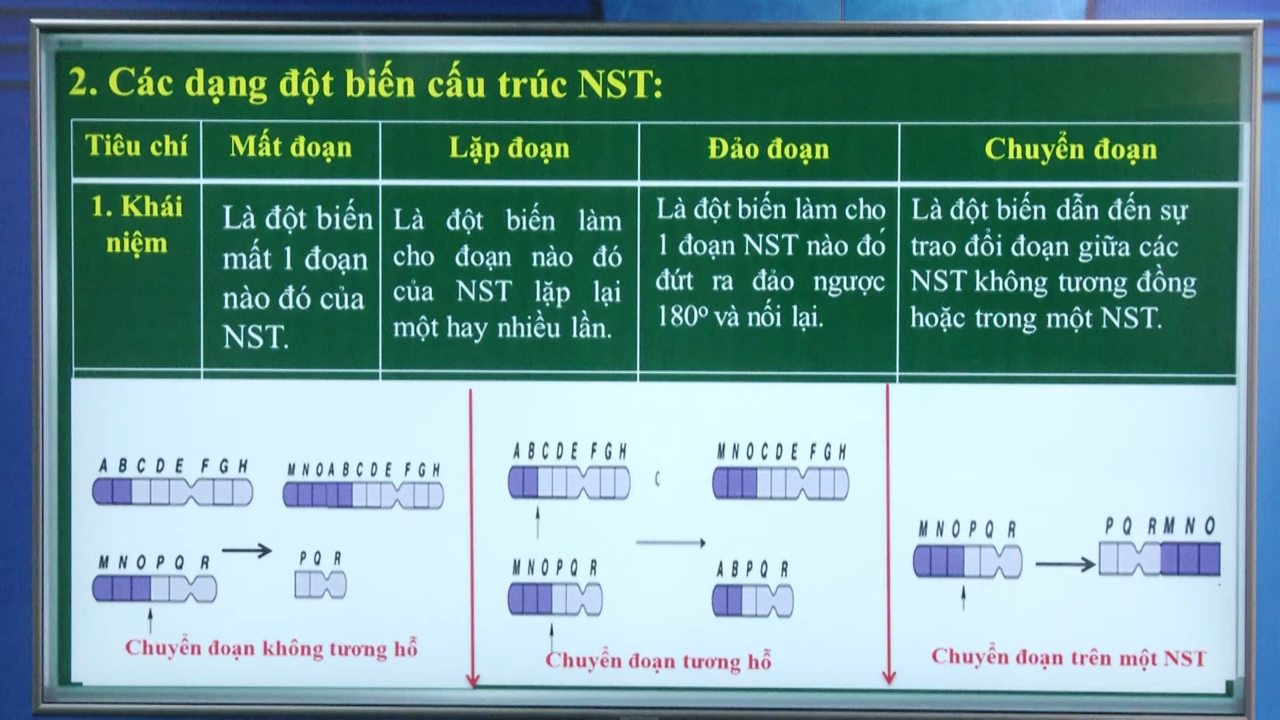 2. Các dạng đột biến cấu trúc NST:
Tiêu chí
Mất đoạn
Lặp đoạn
Đảo đoạn
Chuyển đoạn
1. Khái
niệm
Là đột biến
mất 1 đoạn
nào đó của
NST.
Là đột biến làm
cho đoạn nào đó
của NST lặp lại
một hay nhiều lần.
Là đột biến làm cho
1 đoạn NST nào đó
đứt ra đảo ngược
180º và nối lại.
Là đột biến dẫn đến sự
trao đổi đoạn giữa các
NST không tương đồng
hoặc trong một NST.
A B C D E F G H
M N O A B C D E F G H
M N O P Q R
P Q R
Chuyển đoạn không tương hỗ
A B C D E F G H
C
M N O C D E F G H
M N O P Q R
A B P Q R
Chuyển đoạn tương hỗ
M N O P Q R
P Q R M N O
Chuyển đoạn trên một NST